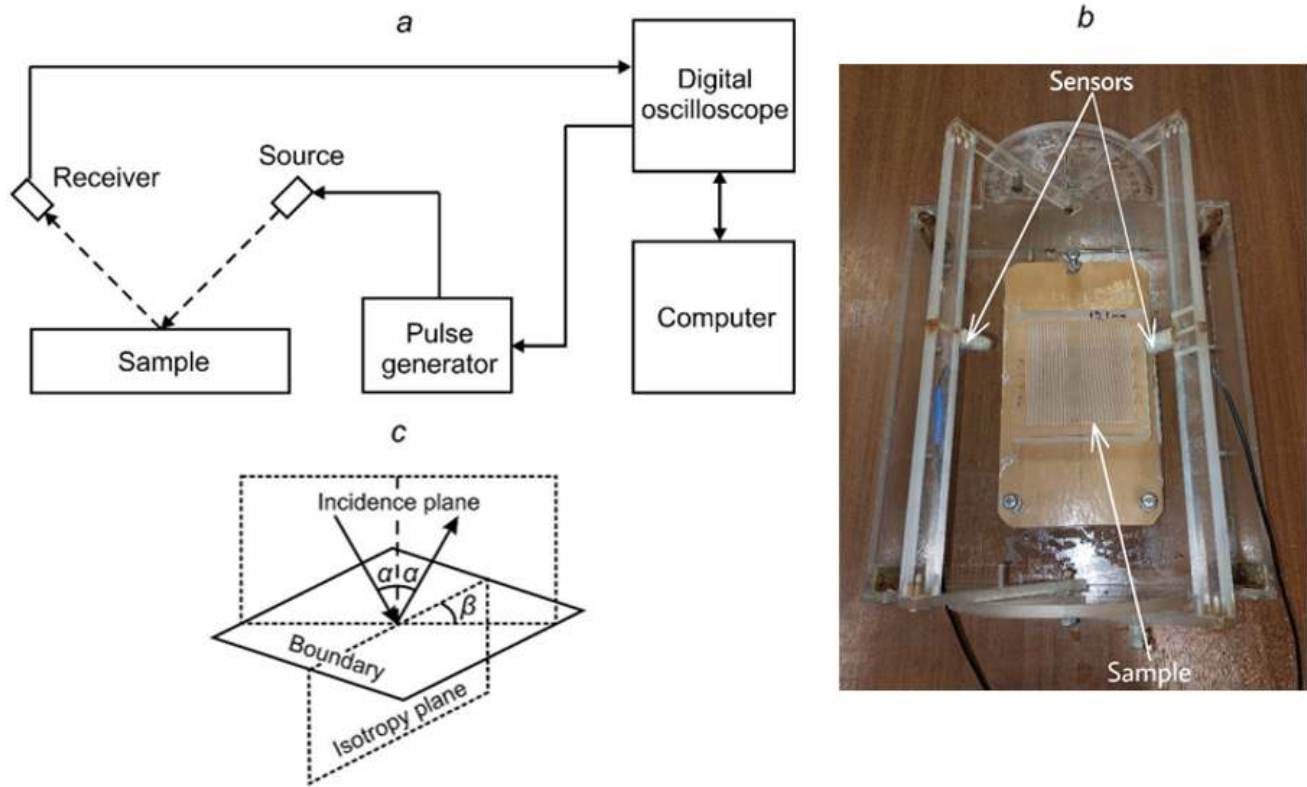 a
Digital
oscilloscope
Source
Receiver
Sample
Pulse
generator
Computer
b
Sensors
Sample
c
Incidence plane
α α
β
Boundary
Isotropy plane